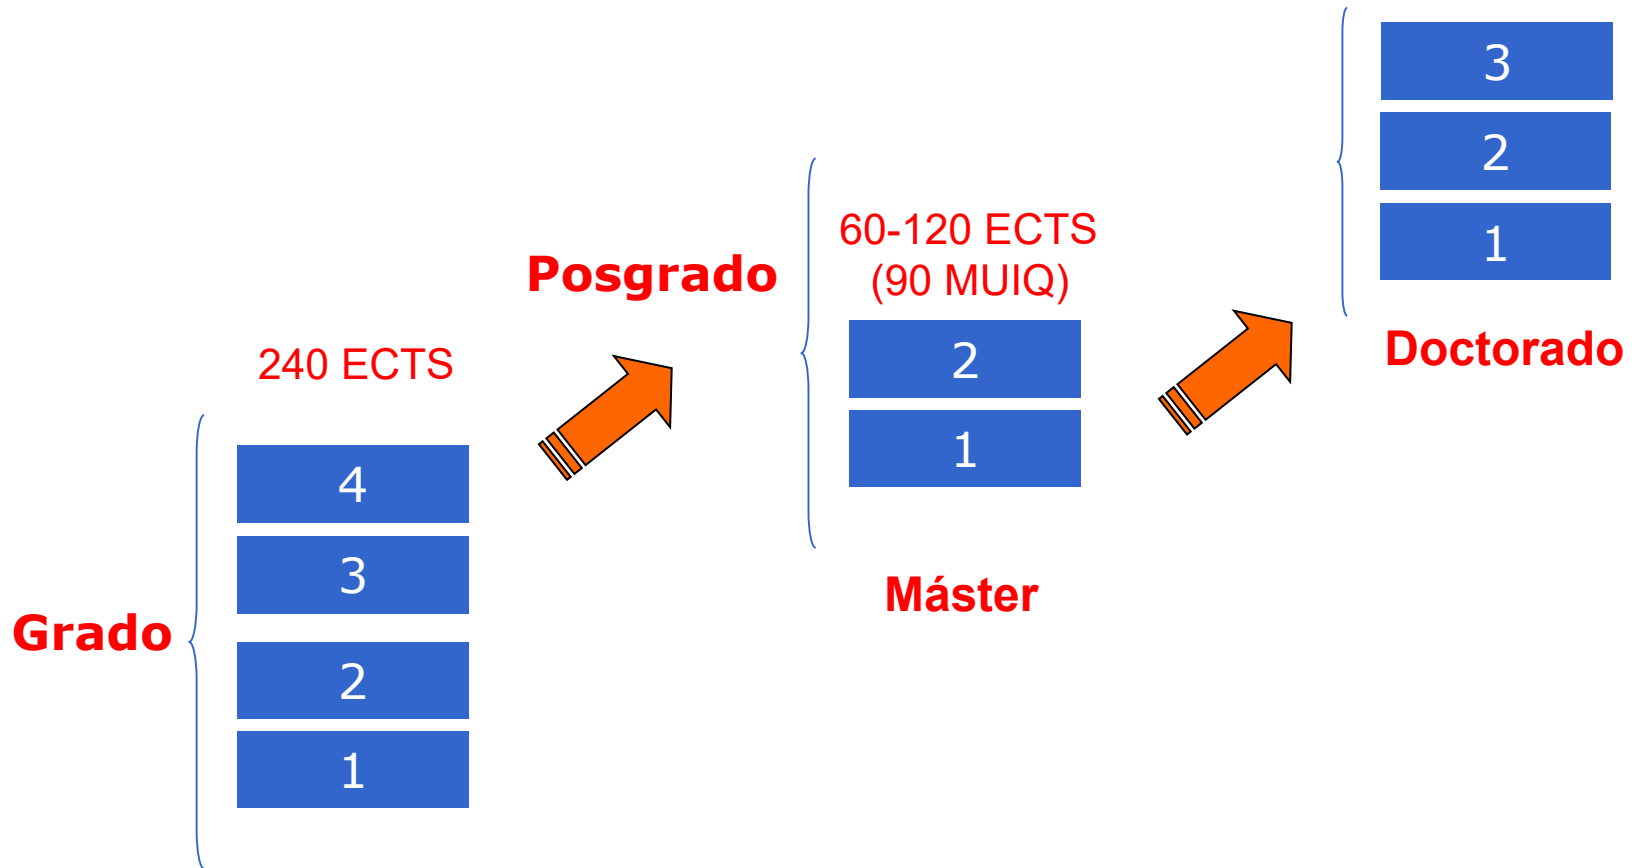 Grado
240 ECTS
4
3
2
1
Posgrado
60-120 ECTS
(90 MUIQ)
2
1
Máster
3
2
1
Doctorado